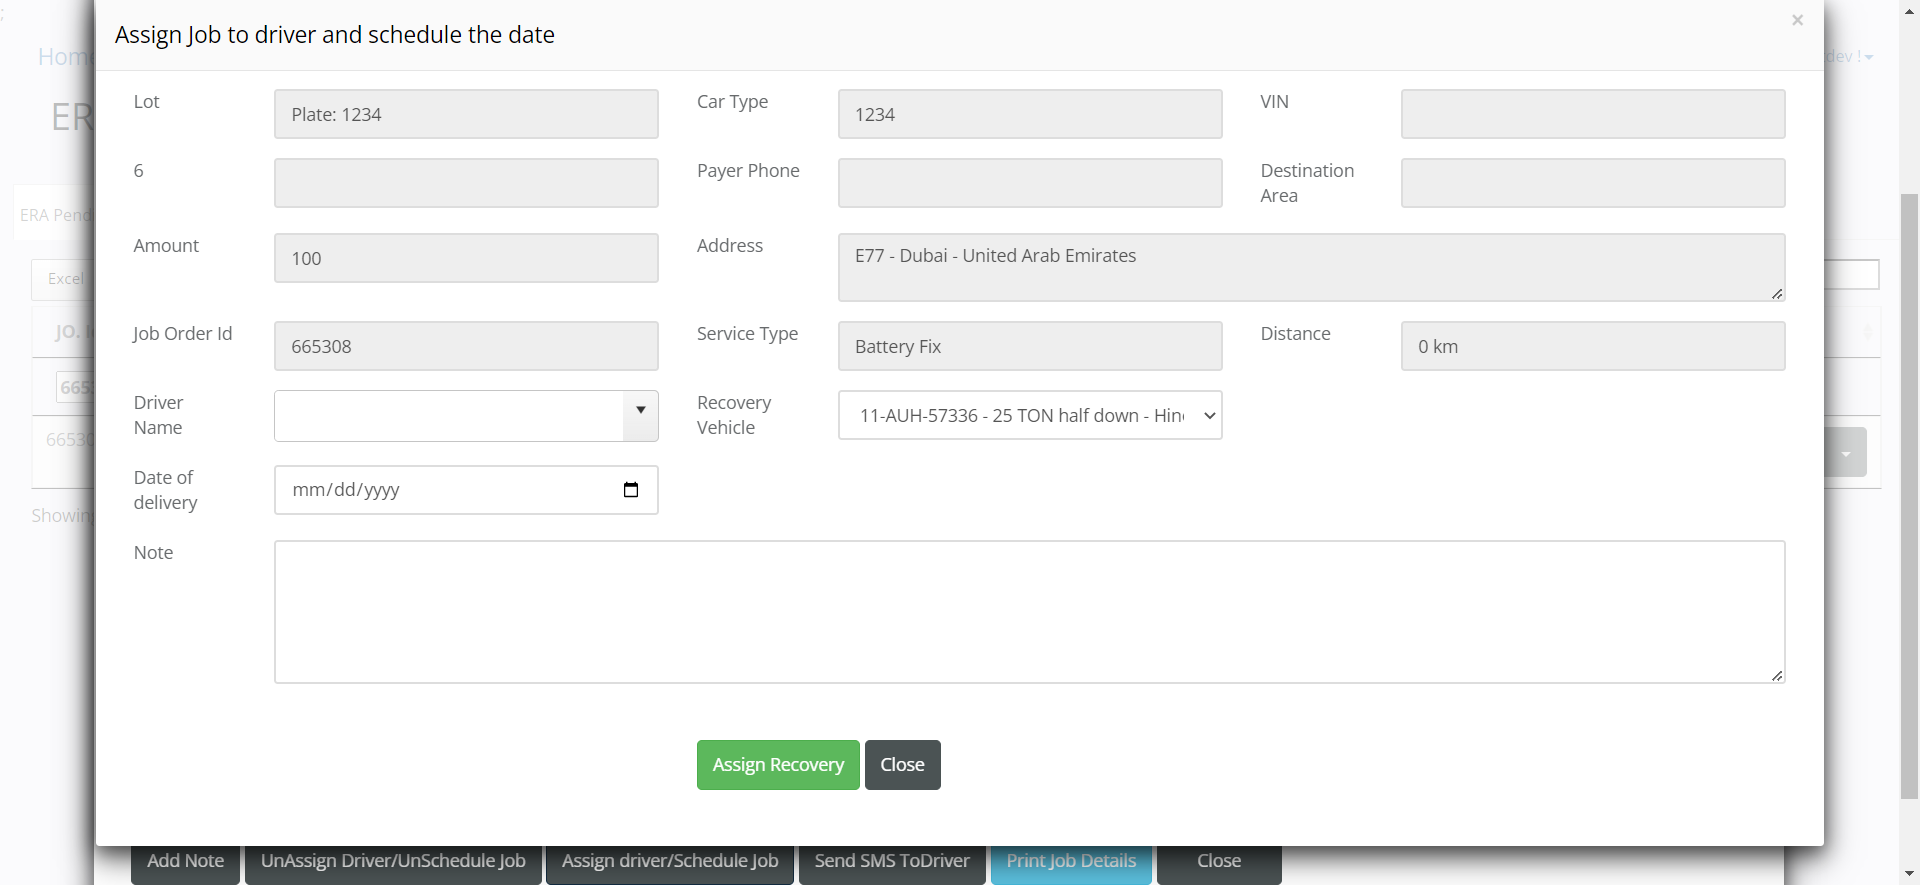 ;
Assign Job to driver and schedule the date
×
Home
dev !
ER
Lot
Plate: 1234
Car Type
1234
VIN
6
Payer Phone
Destination
Area
ERA Pend
Amount
100
Address
E77 - Dubai - United Arab Emirates
Excel
JO. I
Job Order Id
665308
Service Type
Battery Fix
Distance
0 km
665
Driver
Name
Recovery
Vehicle
11-AUH-57336 - 25 TON half down - Hin
66530
Date of
delivery
mm/dd/yyyy
Showing
Note
Assign Recovery
Close
Add Note
UnAssign Driver/UnSchedule Job
Assign driver/Schedule Job
Send SMS ToDriver
Print Job Details
Close